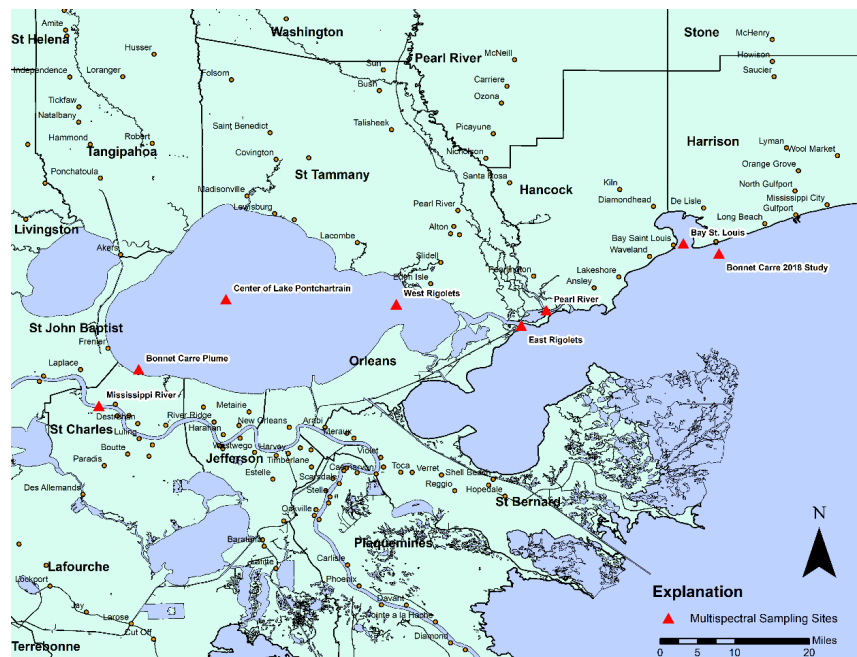 Amite
St Helena
Husser
Independence
Loranger
Washington
Sun
Pearl River
McNeill
Stone
McHenry
Howison
Saucier
Folsom
Bush
Carriere
Ozona
Tickfaw
Natalbany
Hammond
Robert
Saint Benedict
Talisheek
Picayune
Harrison
Lyman
Wool Market
Tangipahoa
Covington
Nicholson
Ponchatoula
St Tammany
Santa Rosa
Hancock
Orange Grove
Madisonville
Lewisburg
Kiln
Diamondhead
North Gulfport
De Lisle
Mississippi City
Gulfport
Long Beach
Pearl River
Livingston
Alton
Akers
Lacombe
Bay St. Louis
Bay Saint Louis
Waveland
Slidell
Bonnet Carre 2018 Study
Pearlington
Lakeshore
Ansley
Center of Lake Pontchartrain
West Rigolets
Pearl River
St John Baptist
Frenier
East Rigolets
Bonnet Carre Plume
Orleans
Laplace
Mississippi River
Destrehan
River Ridge
Metairie
New Orleans
Arabi
St Charles
Luling
Harahan
Meraux
Boutte
Westwego
Harvey
Violet
Paradis
Jefferson
Timberlane
Estelle
Scarsdale
Caernarvon
Toca
Verret
Shell Beach
Des Allemands
Stella
Reggio
Hopedale
St Bernard
Oakville
Barataria
Plaquemines
N
Lafourche
Lafitte
Carlisle
Lockport
Phoenix
Explanation
Jay
Davant
Multispectral Sampling Sites
Larose
Pointe a la Hache
Cut Off
Diamond
Terrebonne
Miles
0 5 10 20